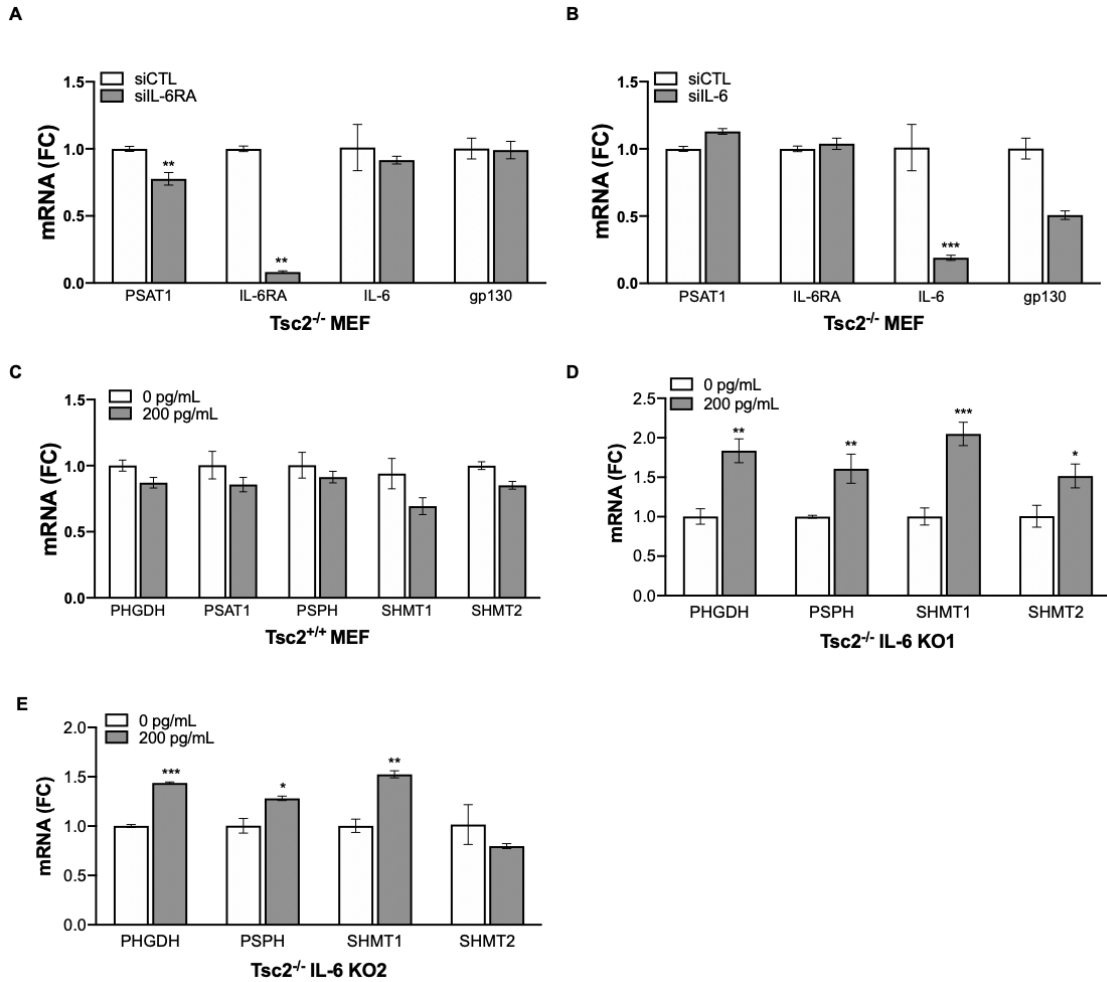 A
siCTL
siIL-6RA
mRNA (FC)
1.5
1.0
0.5
0.0
**
**
PSAT1 IL-6RA IL-6 gp130
Tsc2-/- MEF
B
siCTL
siIL-6
mRNA (FC)
1.5
1.0
0.5
0.0
***
PSAT1 IL-6RA IL-6 gp130
Tsc2-/- MEF
C
0 pg/mL
200 pg/mL
mRNA (FC)
1.5
1.0
0.5
0.0
PHGDH PSAT1 PSPH SHMT1 SHMT2
Tsc2+/+ MEF
D
0 pg/mL
200 pg/mL
mRNA (FC)
2.5
2.0
1.5
1.0
0.5
0.0
** ** *** *
PHGDH PSPH SHMT1 SHMT2
Tsc2-/- IL-6 KO1
E
0 pg/mL
200 pg/mL
mRNA (FC)
2.0
1.5
1.0
0.5
0.0
*** * **
PHGDH PSPH SHMT1 SHMT2
Tsc2-/- IL-6 KO2